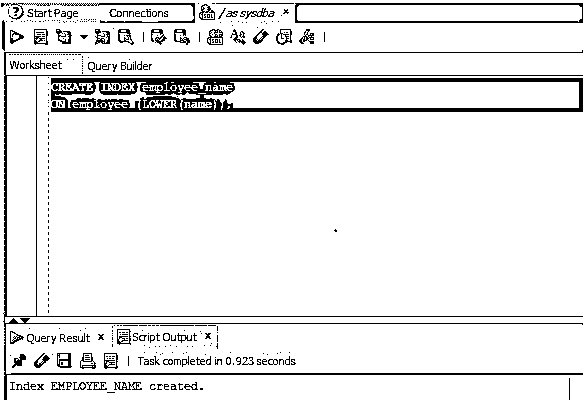 Start Page Connections / as sysdba
Worksheet Query Builder
CREATE INDEX employee_name
ON employee (LOWER(name));
Query Result Script Output
Task completed in 0.923 seconds
Index EMPLOYEE_NAME created.